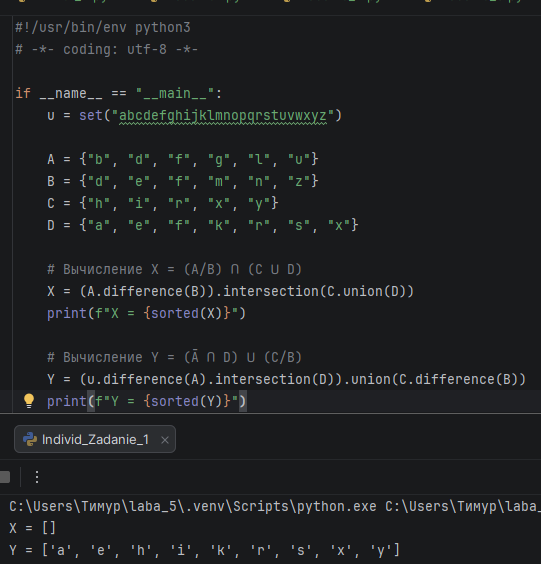 #!/usr/bin/env python3
# -*- coding: utf-8 -*-
if __name__ == "__main__":
u = set("abcdefghijklmnopqrstuvwxyz")
A = {"b", "d", "f", "g", "l", "u"}
B = {"d", "e", "f", "m", "n", "z"}
C = {"h", "i", "r", "x", "y"}
D = {"a", "e", "f", "k", "r", "s", "x"}
# Вычисление X = (A/B) ∩ (C ∪ D)
X = (A.difference(B)).intersection(C.union(D))
print(f"X = {sorted(X)}")
# Вычисление Y = (Ā ∩ D) ∪ (C/B)
Y = (u.difference(A).intersection(D)).union(C.difference(B))
print(f"Y = {sorted(Y)}")
Individ_Zadanie_1
C:\Users\Тимур\laba_5\.venv\Scripts\python.exe C:\Users\Тимур\laba_
X = []
Y = ['a', 'e', 'h', 'i', 'k', 'r', 's', 'x', 'y']